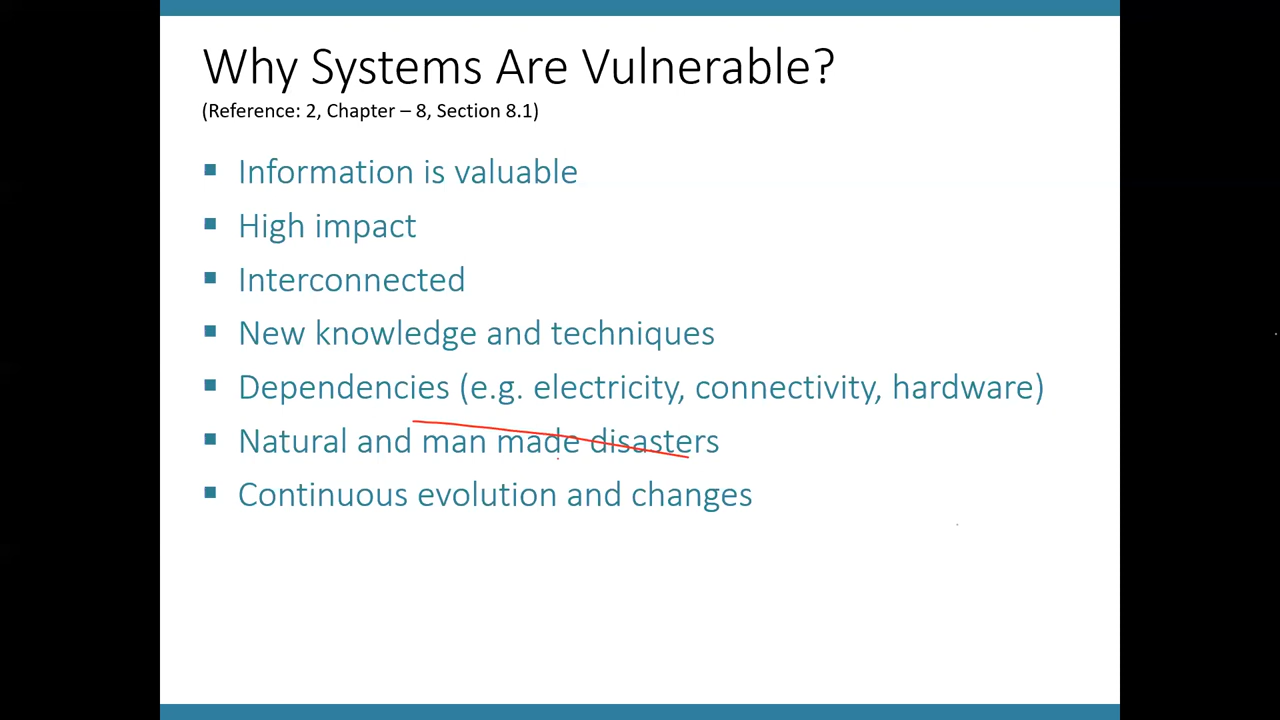 Why Systems Are Vulnerable?
(Reference: 2, Chapter – 8, Section 8.1)
▪ Information is valuable
▪ High impact
▪ Interconnected
▪ New knowledge and techniques
▪ Dependencies (e.g. electricity, connectivity, hardware)
▪ Natural and man made disasters
▪ Continuous evolution and changes